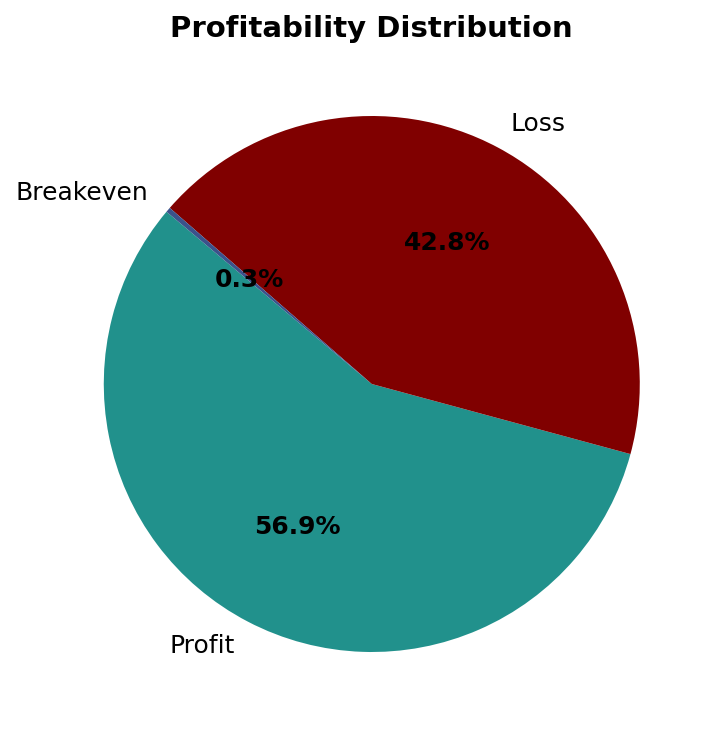 Profitability Distribution
Loss
Breakeven
42.8%
0.3%
56.9%
Profit